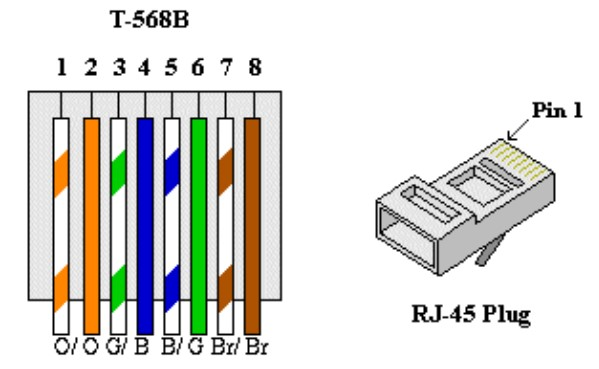 T-568B
1 2 3 4 5 6 7 8
Pin 1
RJ-45 Plug
O/ O G/ B B/ G Br/ Br